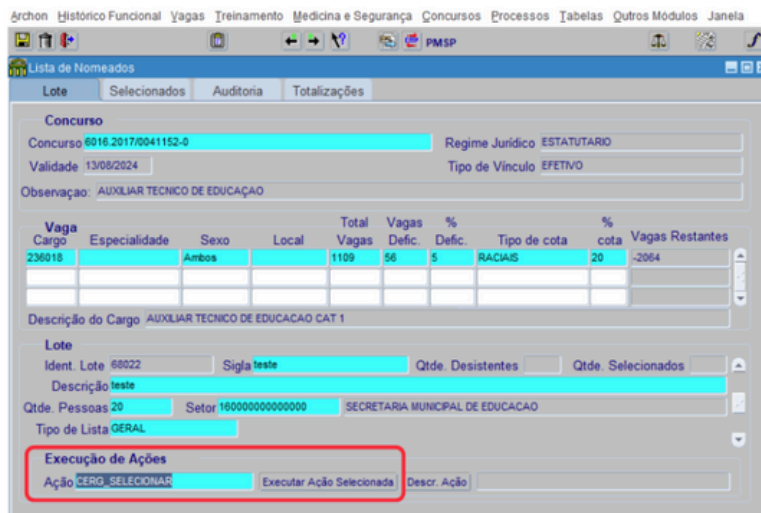 Archon Histórico Funcional Vagas Treinamento Medicina e Segurança Concursos Processos Tabelas Outros Módulos Janela
PMSP
Lista de Nomeados
Lote Selecionados Auditoria Totalizações
Concurso
Concurso 6016.2017/0041152-0 Regime Jurídico ESTATUTARIO
Validade 13/08/2024 Tipo de Vínculo EFETIVO
Observaçao: AUXILIAR TECNICO DE EDUCAÇAO
Vaga Total Vagas % %
Cargo Especialidade Sexo Local Vagas Defic. Defic. Tipo de cota cota Vagas Restantes
236018 Ambos 1109 56 5 RACIAIS 20 -2064
Descrição do Cargo AUXILIAR TECNICO DE EDUCACAO CAT 1
Lote
Ident. Lote 68022 Sigla teste Qtde. Desistentes Qtde. Selecionados
Descrição teste
Qtde. Pessoas 20 Setor 160000000000000 SECRETARIA MUNICIPAL DE EDUCACAO
Tipo de Lista GERAL
Execução de Ações
Ação CERG_SELECIONAR Executar Ação Selecionada Descr. Ação